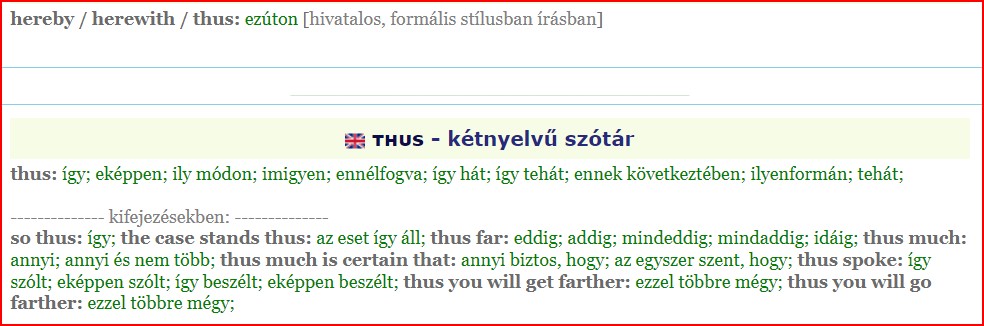 hereby / herewith / thus: ezúton [hivatalos, formális stílusban írásban]
THUS - kétnyelvű szótár
thus: így; eképpen; ily módon; imigyen; ennélfogva; így hát; így tehát; ennek következtében; ilyenformán; tehát;
-------------- kifejezésekben: --------------
so thus: így; the case stands thus: az eset így áll; thus far: eddig; addig; mindeddig; mindaddig; idáig; thus much:
annyi; annyi és nem több; thus much is certain that: annyi biztos, hogy; az egyszer szent, hogy; thus spoke: így
szólt; eképpen szólt; így beszélt; eképpen beszélt; thus you will get farther: ezzel többre mégy; thus you will go
farther: ezzel többre mégy;